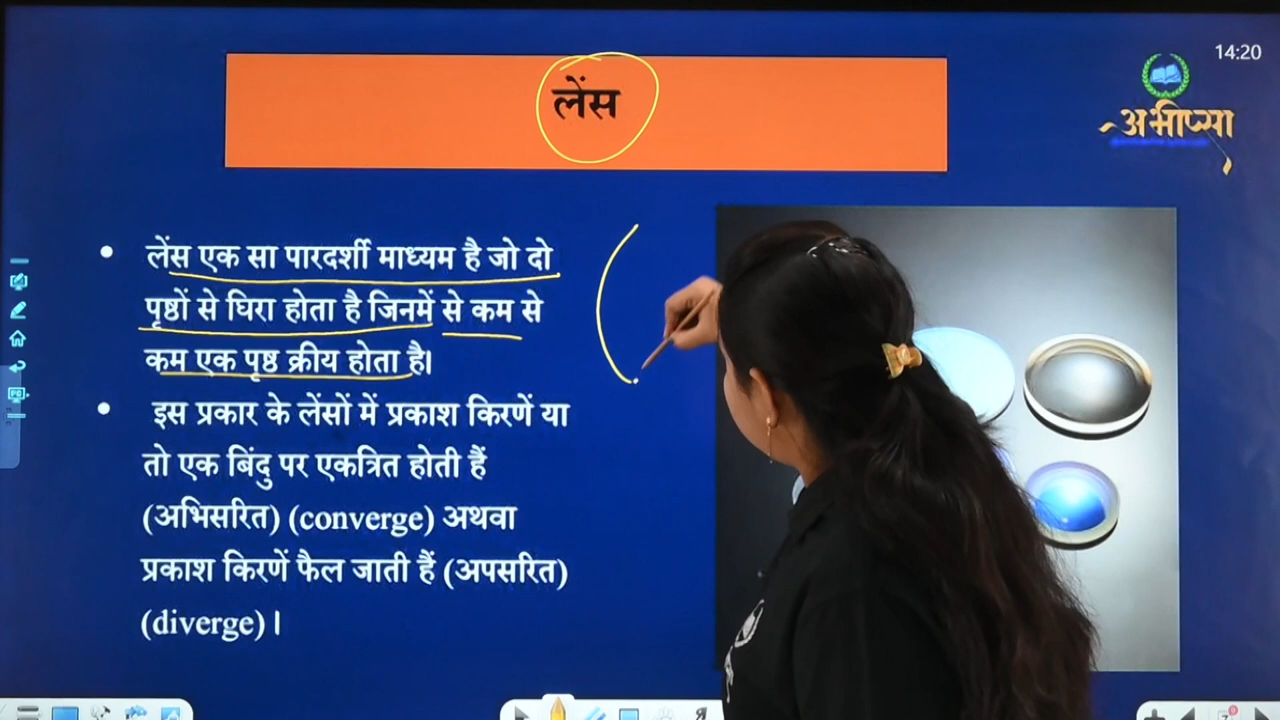 14:20
लेंस
अभीप्सा
लेंस एक सा पारदर्शी माध्यम है जो दो
पृष्ठों से घिरा होता है जिनमें से कम से
कम एक पृष्ठ क्रीय होता है।
इस प्रकार के लेंसों में प्रकाश किरणें या
तो एक बिंदु पर एकत्रित होती हैं
(अभिसरित) (converge) अथवा
प्रकाश किरणें फैल जाती हैं (अपसरित)
(diverge) ।